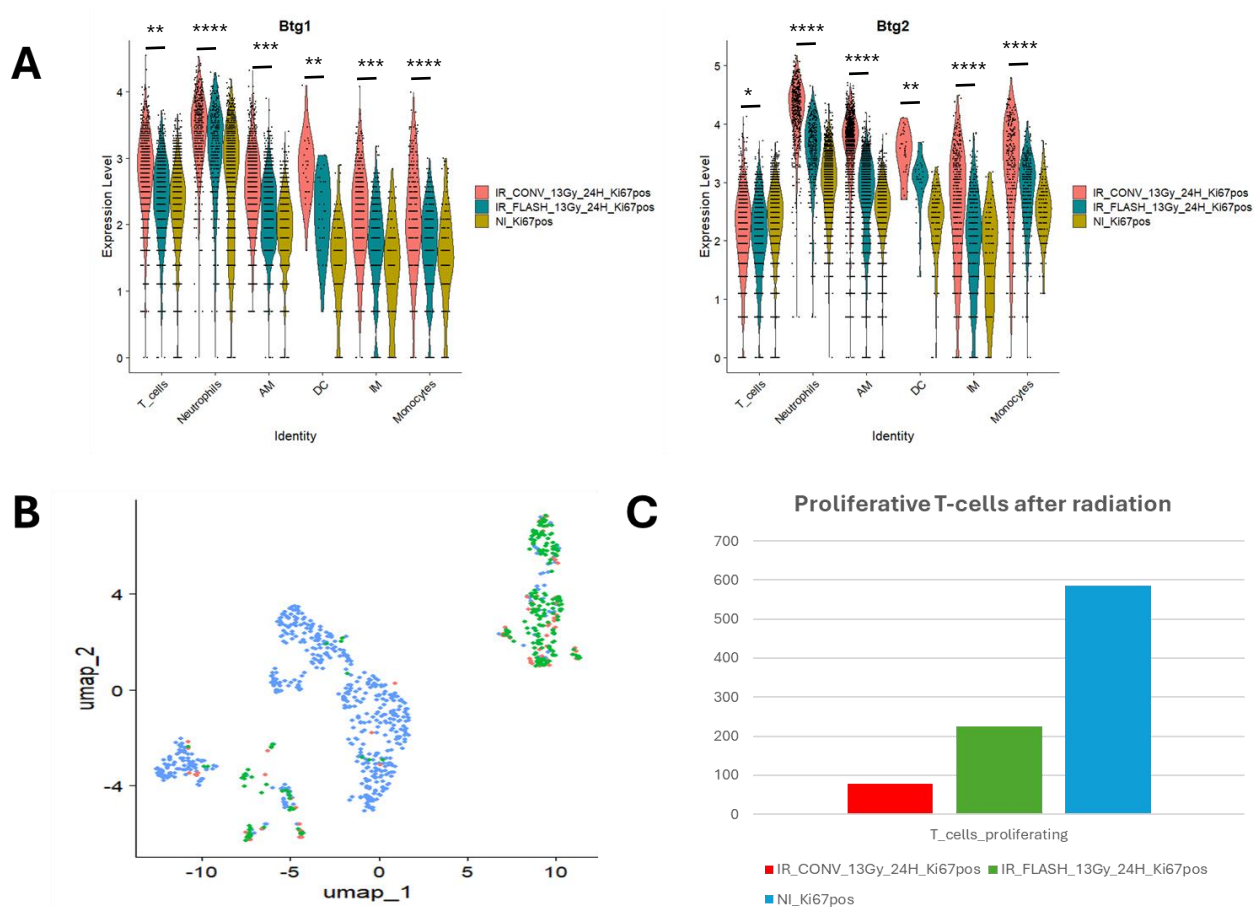 A
Btg1
** **** *** ** *** ****
Expression Level
4
3
2
1
0
T_cells
Neutrophils
AM
DC
IM
Monocytes
Identity
IR_CONV_13Gy_24H_Ki67pos
IR_FLASH_13Gy_24H_Ki67pos
NI_Ki67pos
Btg2
* **** **** ** **** ****
Expression Level
5
4
3
2
1
0
T_cells
Neutrophils
AM
DC
IM
Monocytes
Identity
IR_CONV_13Gy_24H_Ki67pos
IR_FLASH_13Gy_24H_Ki67pos
NI_Ki67pos
B
umap_2
4
0
-4
-10 -5 0 5 10
umap_1
C
Proliferative T-cells after radiation
700
600
500
400
300
200
100
0
T_cells_proliferating
IR_CONV_13Gy_24H_Ki67pos IR_FLASH_13Gy_24H_Ki67pos
NI_Ki67pos